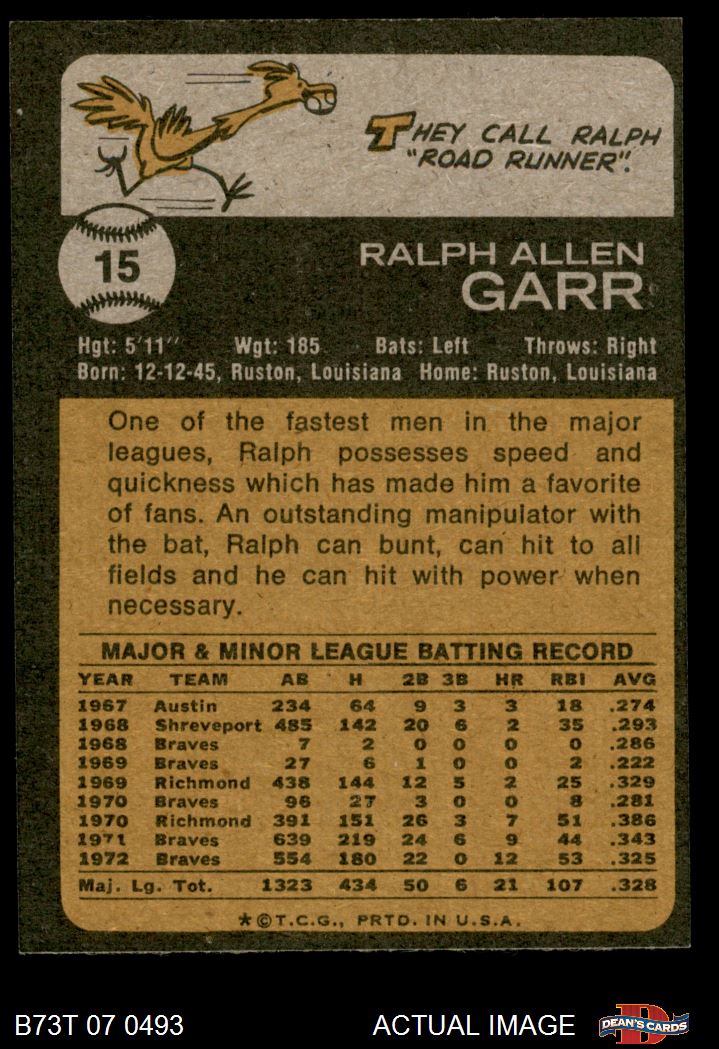 THEY CALL RALPH
"ROAD RUNNER".
15
RALPH ALLEN
GARR
Hgt: 5'11" Wgt: 185 Bats: Left Throws: Right
Born: 12-12-45, Ruston, Louisiana Home: Ruston, Louisiana
One of the fastest men in the major
leagues, Ralph possesses speed and
quickness which has made him a favorite
of fans. An outstanding manipulator with
the bat, Ralph can bunt, can hit to all
fields and he can hit with power when
necessary.
MAJOR & MINOR LEAGUE BATTING RECORD
YEAR TEAM AB H 2B 3B HR RBI AVG
1967 Austin 234 64 9 3 3 18 .274
1968 Shreveport 485 142 20 6 2 35 .293
1968 Braves 7 2 0 0 0 0 .286
1969 Braves 27 6 1 0 0 2 .222
1969 Richmond 438 144 12 5 2 25 .329
1970 Braves 96 27 3 0 0 8 .281
1970 Richmond 391 151 26 3 7 51 .386
1971 Braves 639 219 24 6 9 44 .343
1972 Braves 554 180 22 0 12 53 .325
Maj. Lg. Tot. 1323 434 50 6 21 107 .328
*©T.C.G., PRTD. IN U.S.A.
B73T 07 0493 ACTUAL IMAGE DEAN'S CARDS